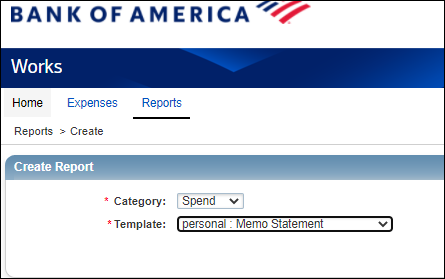 BANK OF AMERICA
Works
Home Expenses Reports
Reports > Create
Create Report
* Category: Spend
* Template: personal : Memo Statement